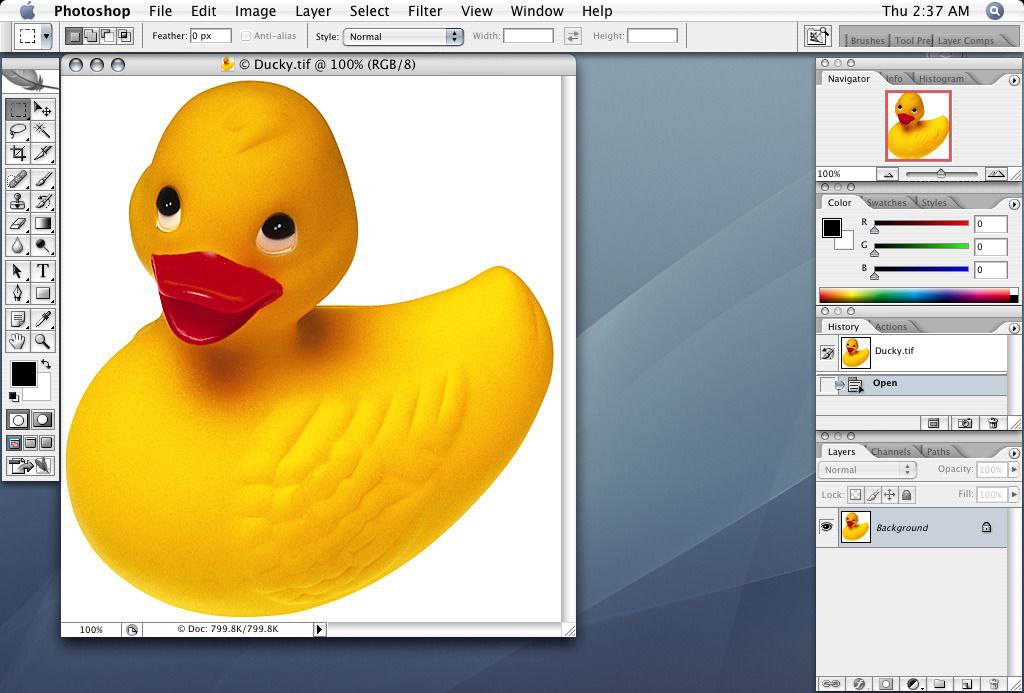 Photoshop File Edit Image Layer Select Filter View Window Help Thu 2:37 AM
Feather: 0 px Anti-alias Style: Normal Width: Height: Brushes Tool Pre Layer Comps
© Ducky.tif @ 100% (RGB/8)
Navigator Info Histogram
100%
Color Swatches Styles
R 0
G 0
B 0
T
History Actions
Ducky.tif
Open
Layers Channels Paths
Normal Opacity: 100%
Lock: Fill: 100%
Background
100% © Doc: 799.8K/799.8K